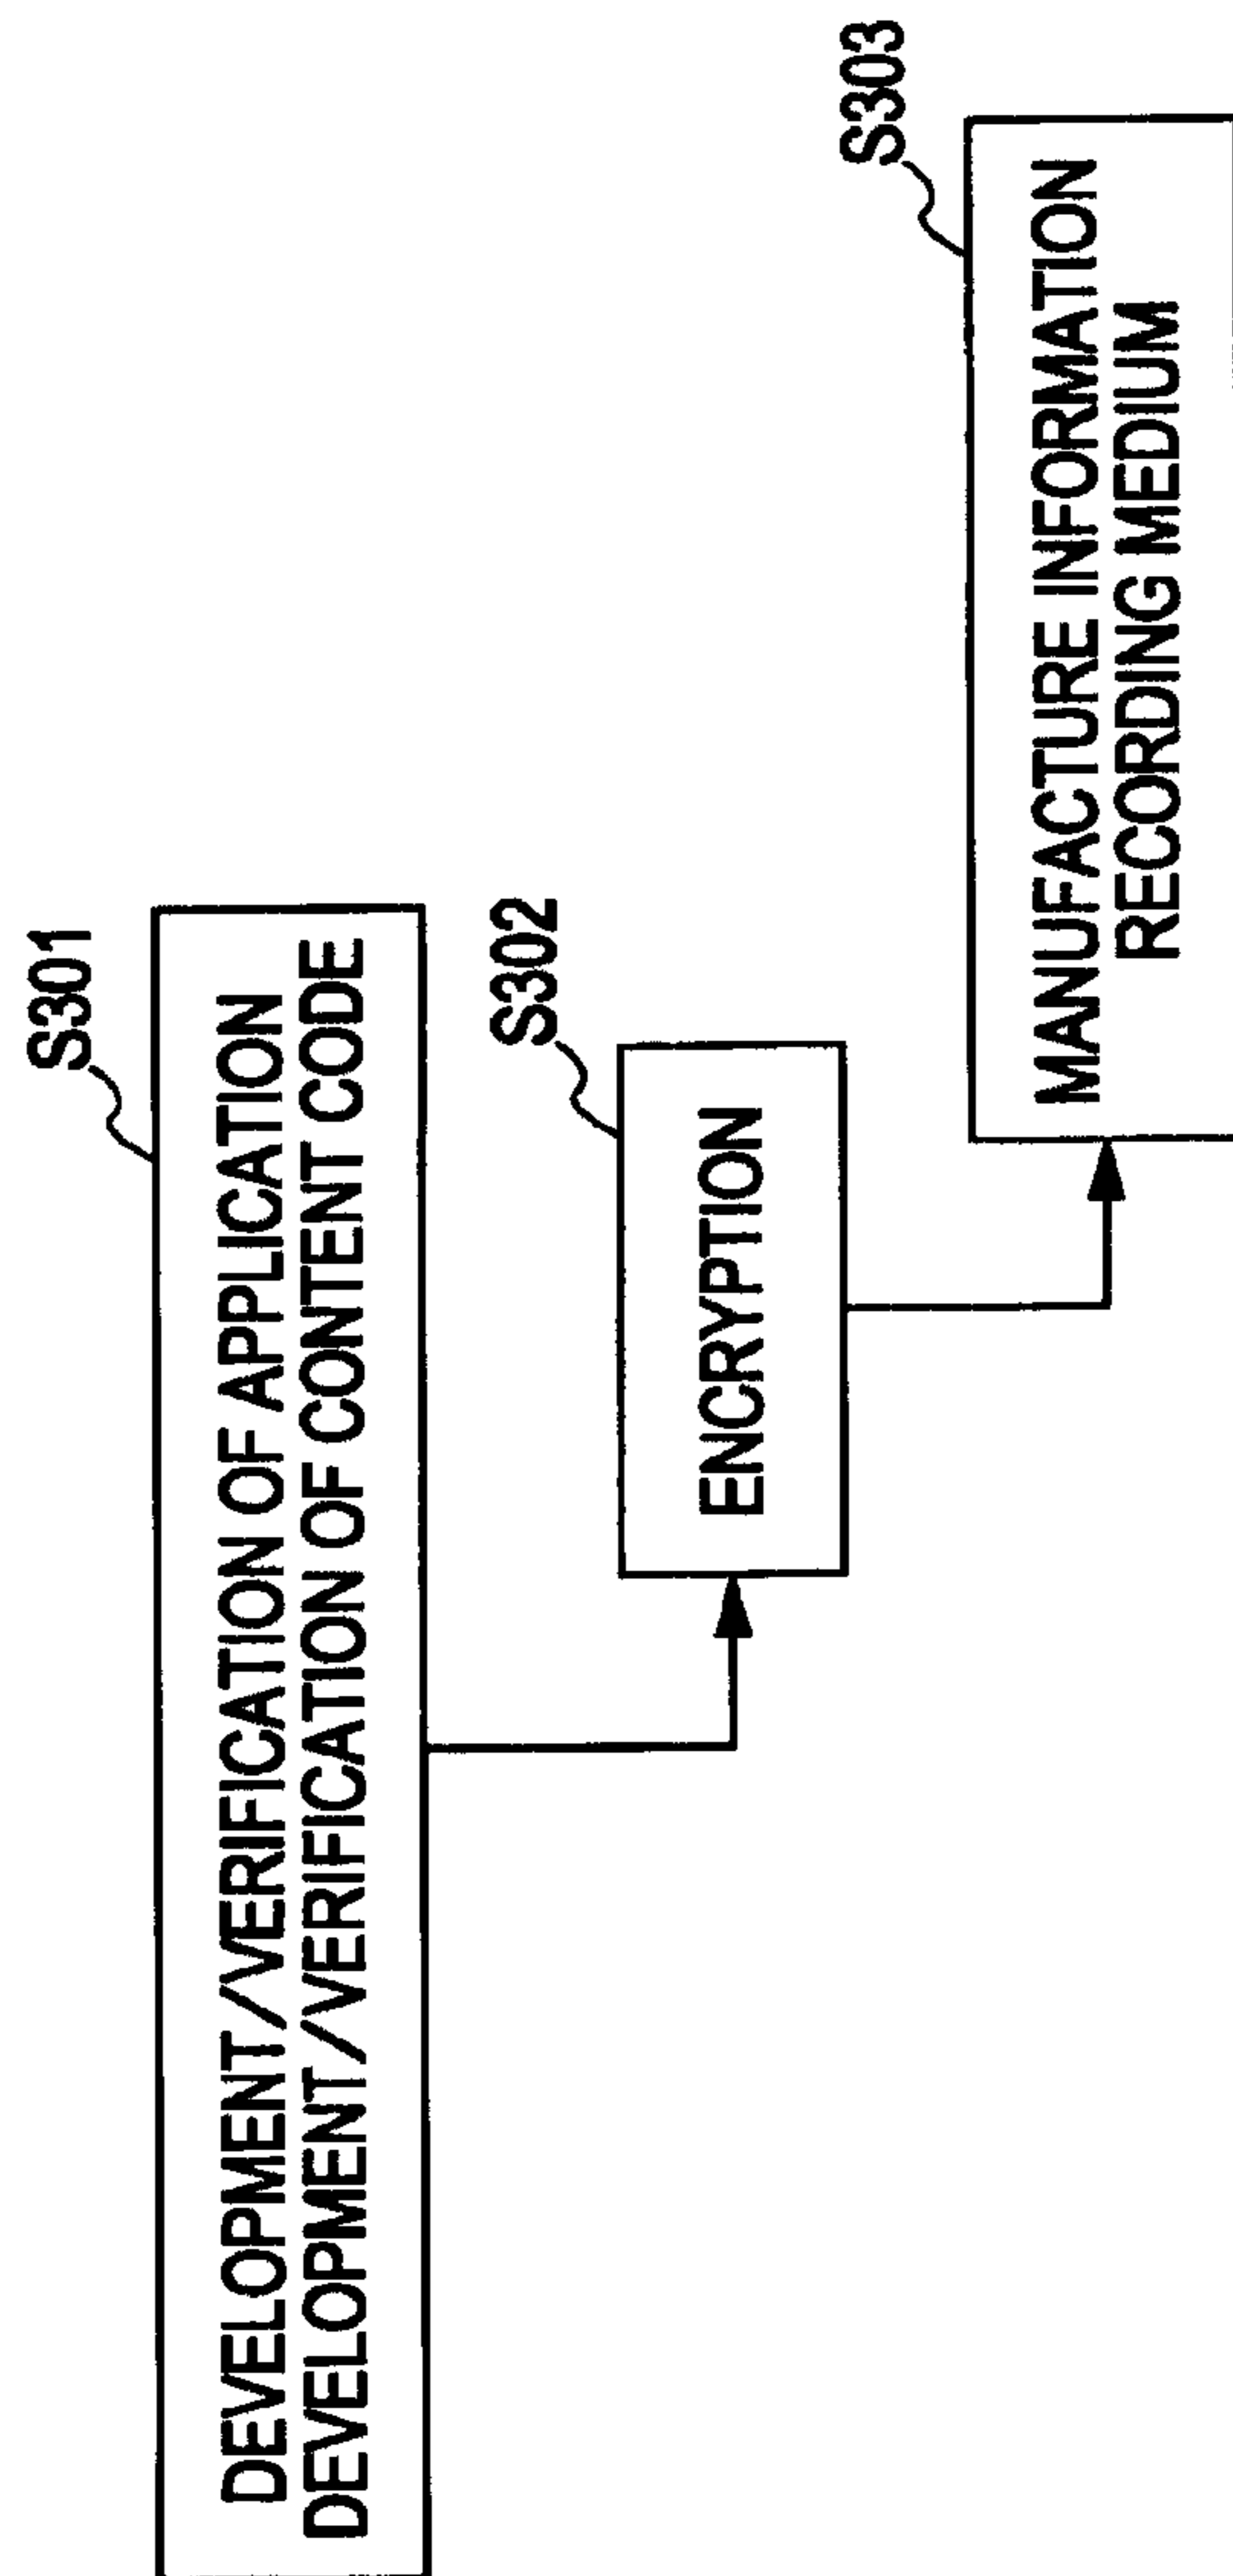 S301
DEVELOPMENT/VERIFICATION OF APPLICATION
DEVELOPMENT/VERIFICATION OF CONTENT CODE
S302
ENCRYPTION
S303
MANUFACTURE INFORMATION
RECORDING MEDIUM